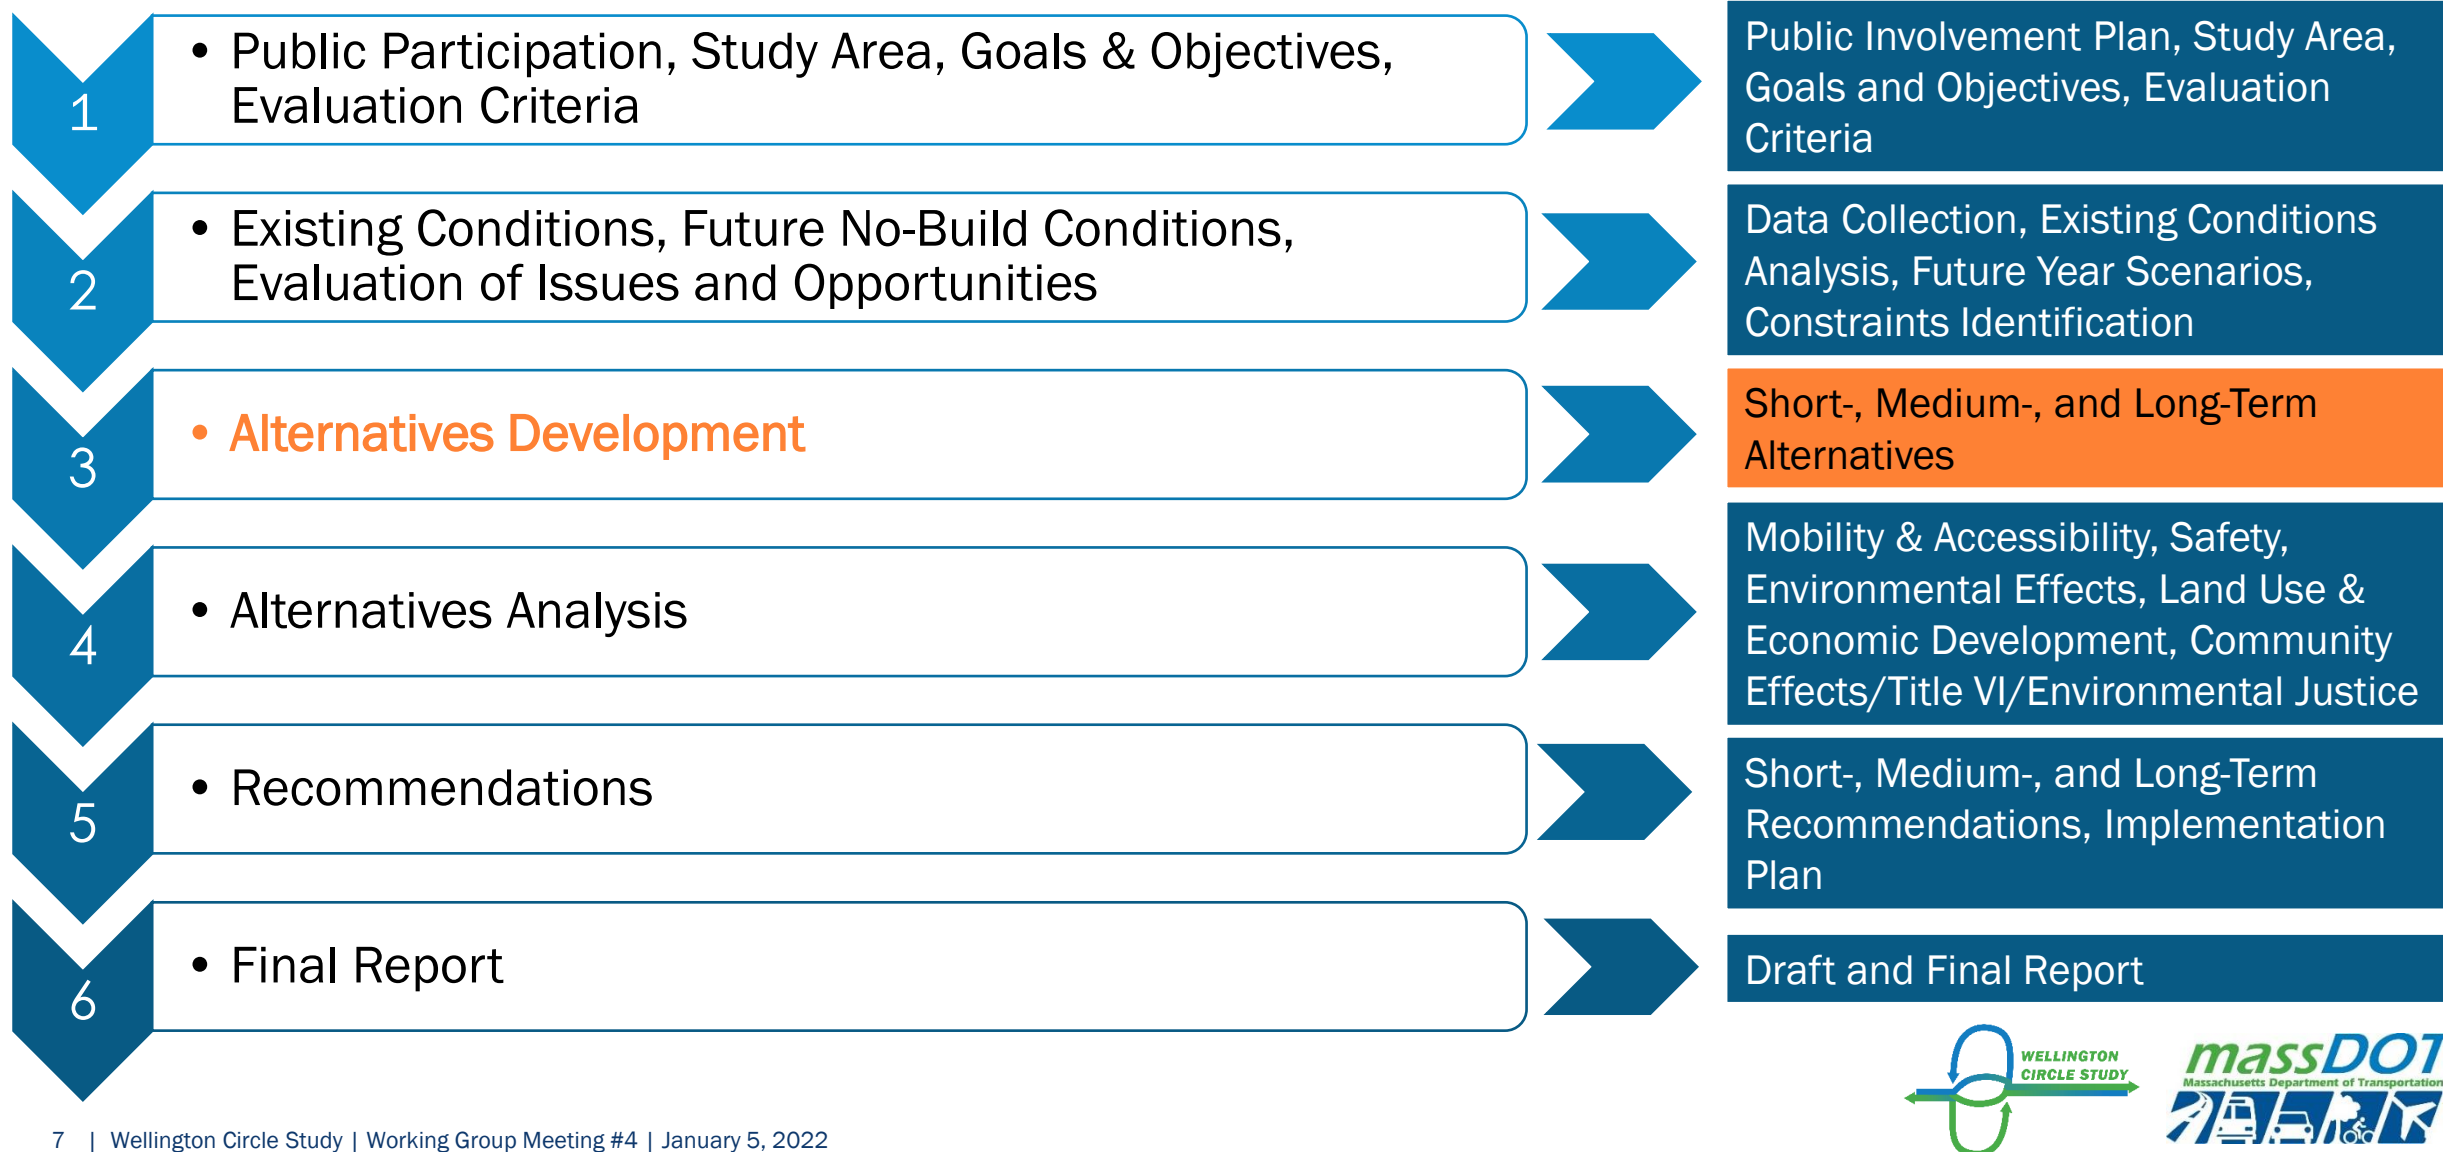 1
• Public Participation, Study Area, Goals & Objectives,
Evaluation Criteria
Public Involvement Plan, Study Area,
Goals and Objectives, Evaluation
Criteria
2
• Existing Conditions, Future No-Build Conditions,
Evaluation of Issues and Opportunities
Data Collection, Existing Conditions
Analysis, Future Year Scenarios,
Constraints Identification
3
• Alternatives Development
Short-, Medium-, and Long-Term
Alternatives
4
• Alternatives Analysis
Mobility & Accessibility, Safety,
Environmental Effects, Land Use &
Economic Development, Community
Effects/Title VI/Environmental Justice
5
• Recommendations
Short-, Medium-, and Long-Term
Recommendations, Implementation
Plan
6
• Final Report
Draft and Final Report
WELLINGTON
CIRCLE STUDY
massDOT
Massachusetts Department of Transportation
7 | Wellington Circle Study | Working Group Meeting #4 | January 5, 2022